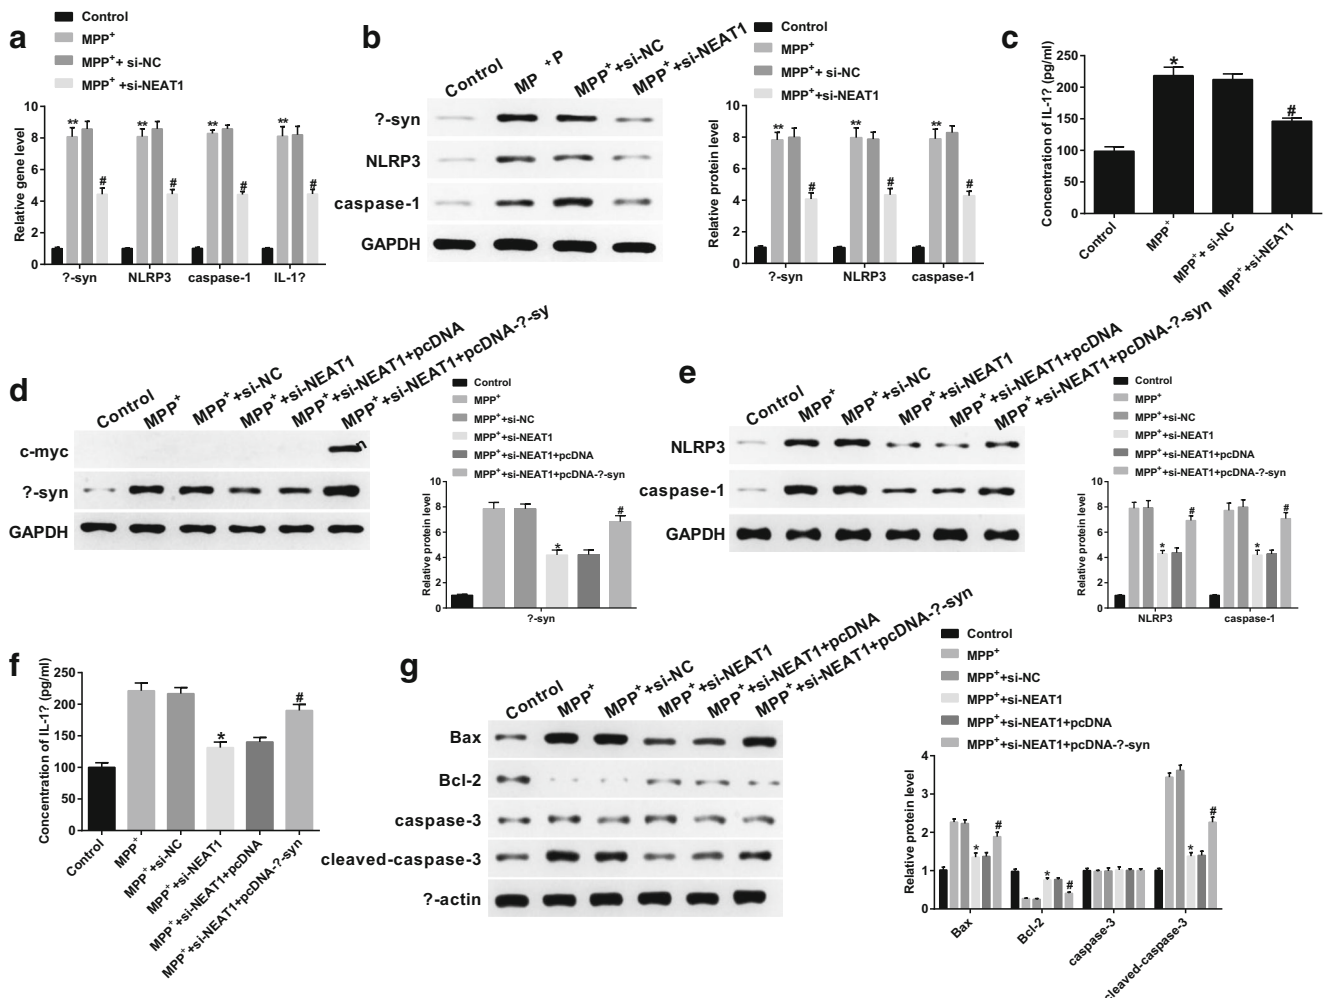 a
Control
MPP+
MPP+ + si-NC
MPP+ +si-NEAT1
Relative gene level
10
8
6
4
2
0
** ** ** **
# # # #
?-syn NLRP3 caspase-1 IL-1?
b
Control MP +P MPP+ +si-NC MPP+ +si-NEAT1
?-syn
NLRP3
caspase-1
GAPDH
Control
MPP+
MPP+ + si-NC
MPP+ +si-NEAT1
Relative protein level
10
8
6
4
2
0
** ** **
# # #
?-syn NLRP3 caspase-1
c
Concentration of IL-1? (pg/ml)
250
200
150
100
50
0
* #
Control MPP+ MPP+ + si-NC MPP+ +si-NEAT1
d
Control MPP+ MPP+ +si-NC MPP+ +si-NEAT1 MPP+ +si-NEAT1+pcDNA MPP+ +si-NEAT1+pcDNA-?-sy
n
c-myc
?-syn
GAPDH
Control
MPP+
MPP+ +si-NC
MPP+ +si-NEAT1
MPP+ +si-NEAT1+pcDNA
MPP+ +si-NEAT1+pcDNA-?-syn
Relative protein level
10
8
6
4
2
0
* #
?-syn
e
Control MPP+ MPP+ +si-NC MPP+ +si-NEAT1 MPP+ +si-NEAT1+pcDNA MPP+ +si-NEAT1+pcDNA-?-syn
NLRP3
caspase-1
GAPDH
Control
MPP+
MPP+ +si-NC
MPP+ +si-NEAT1
MPP+ +si-NEAT1+pcDNA
MPP+ +si-NEAT1+pcDNA-?-syn
Relative protein level
10
8
6
4
2
0
* # * #
NLRP3 caspase-1
f
Concentration of IL-1? (pg/ml)
250
200
150
100
50
0
* #
Control MPP+ MPP+ +si-NC MPP+ +si-NEAT1 MPP+ +si-NEAT1+pcDNA MPP+ +si-NEAT1+pcDNA-?-syn
g
Control MPP+ MPP+ +si-NC MPP+ +si-NEAT1 MPP+ +si-NEAT1+pcDNA MPP+ +si-NEAT1+pcDNA-?-syn
Bax
Bcl-2
caspase-3
cleaved-caspase-3
?-actin
Control
MPP+
MPP+ +si-NC
MPP+ +si-NEAT1
MPP+ +si-NEAT1+pcDNA
MPP+ +si-NEAT1+pcDNA-?-syn
Relative protein level
4
3
2
1
0
* # * # * #
Bax Bcl-2 caspase-3 cleaved-caspase-3